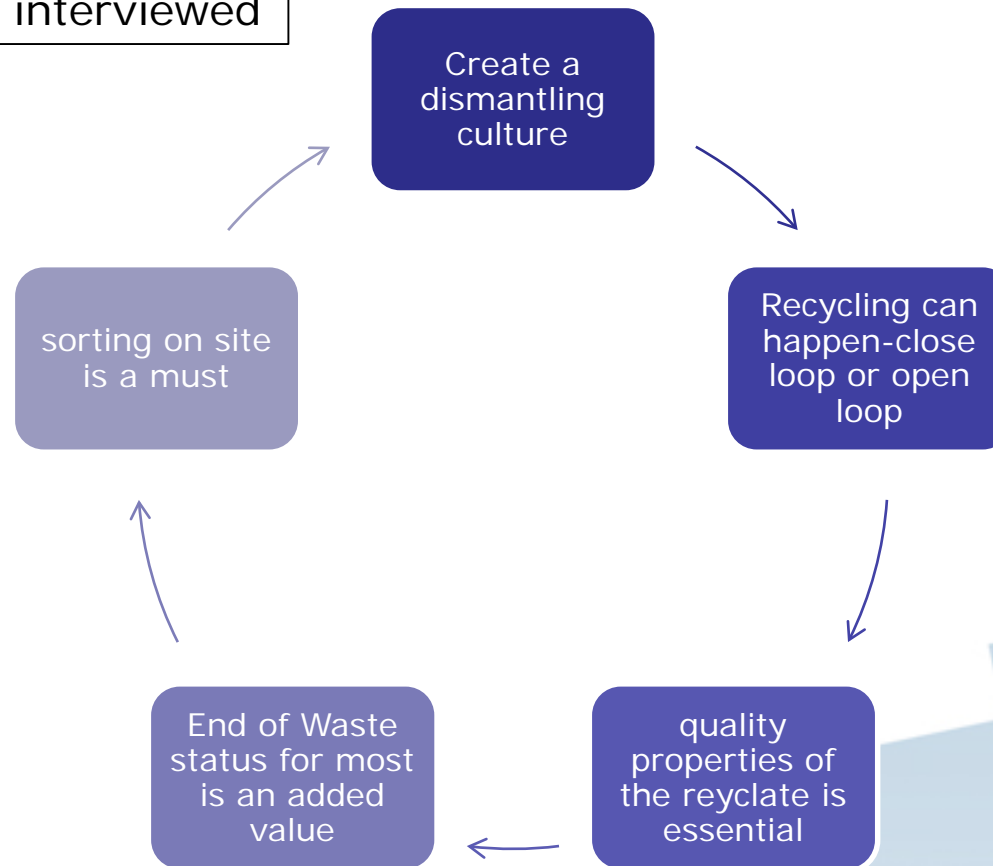 interviewed
Create a
dismantling
culture
Recycling can
happen-close
loop or open
loop
quality
properties of
the reyclate is
essential
End of Waste
status for most
is an added
value
sorting on site
is a must